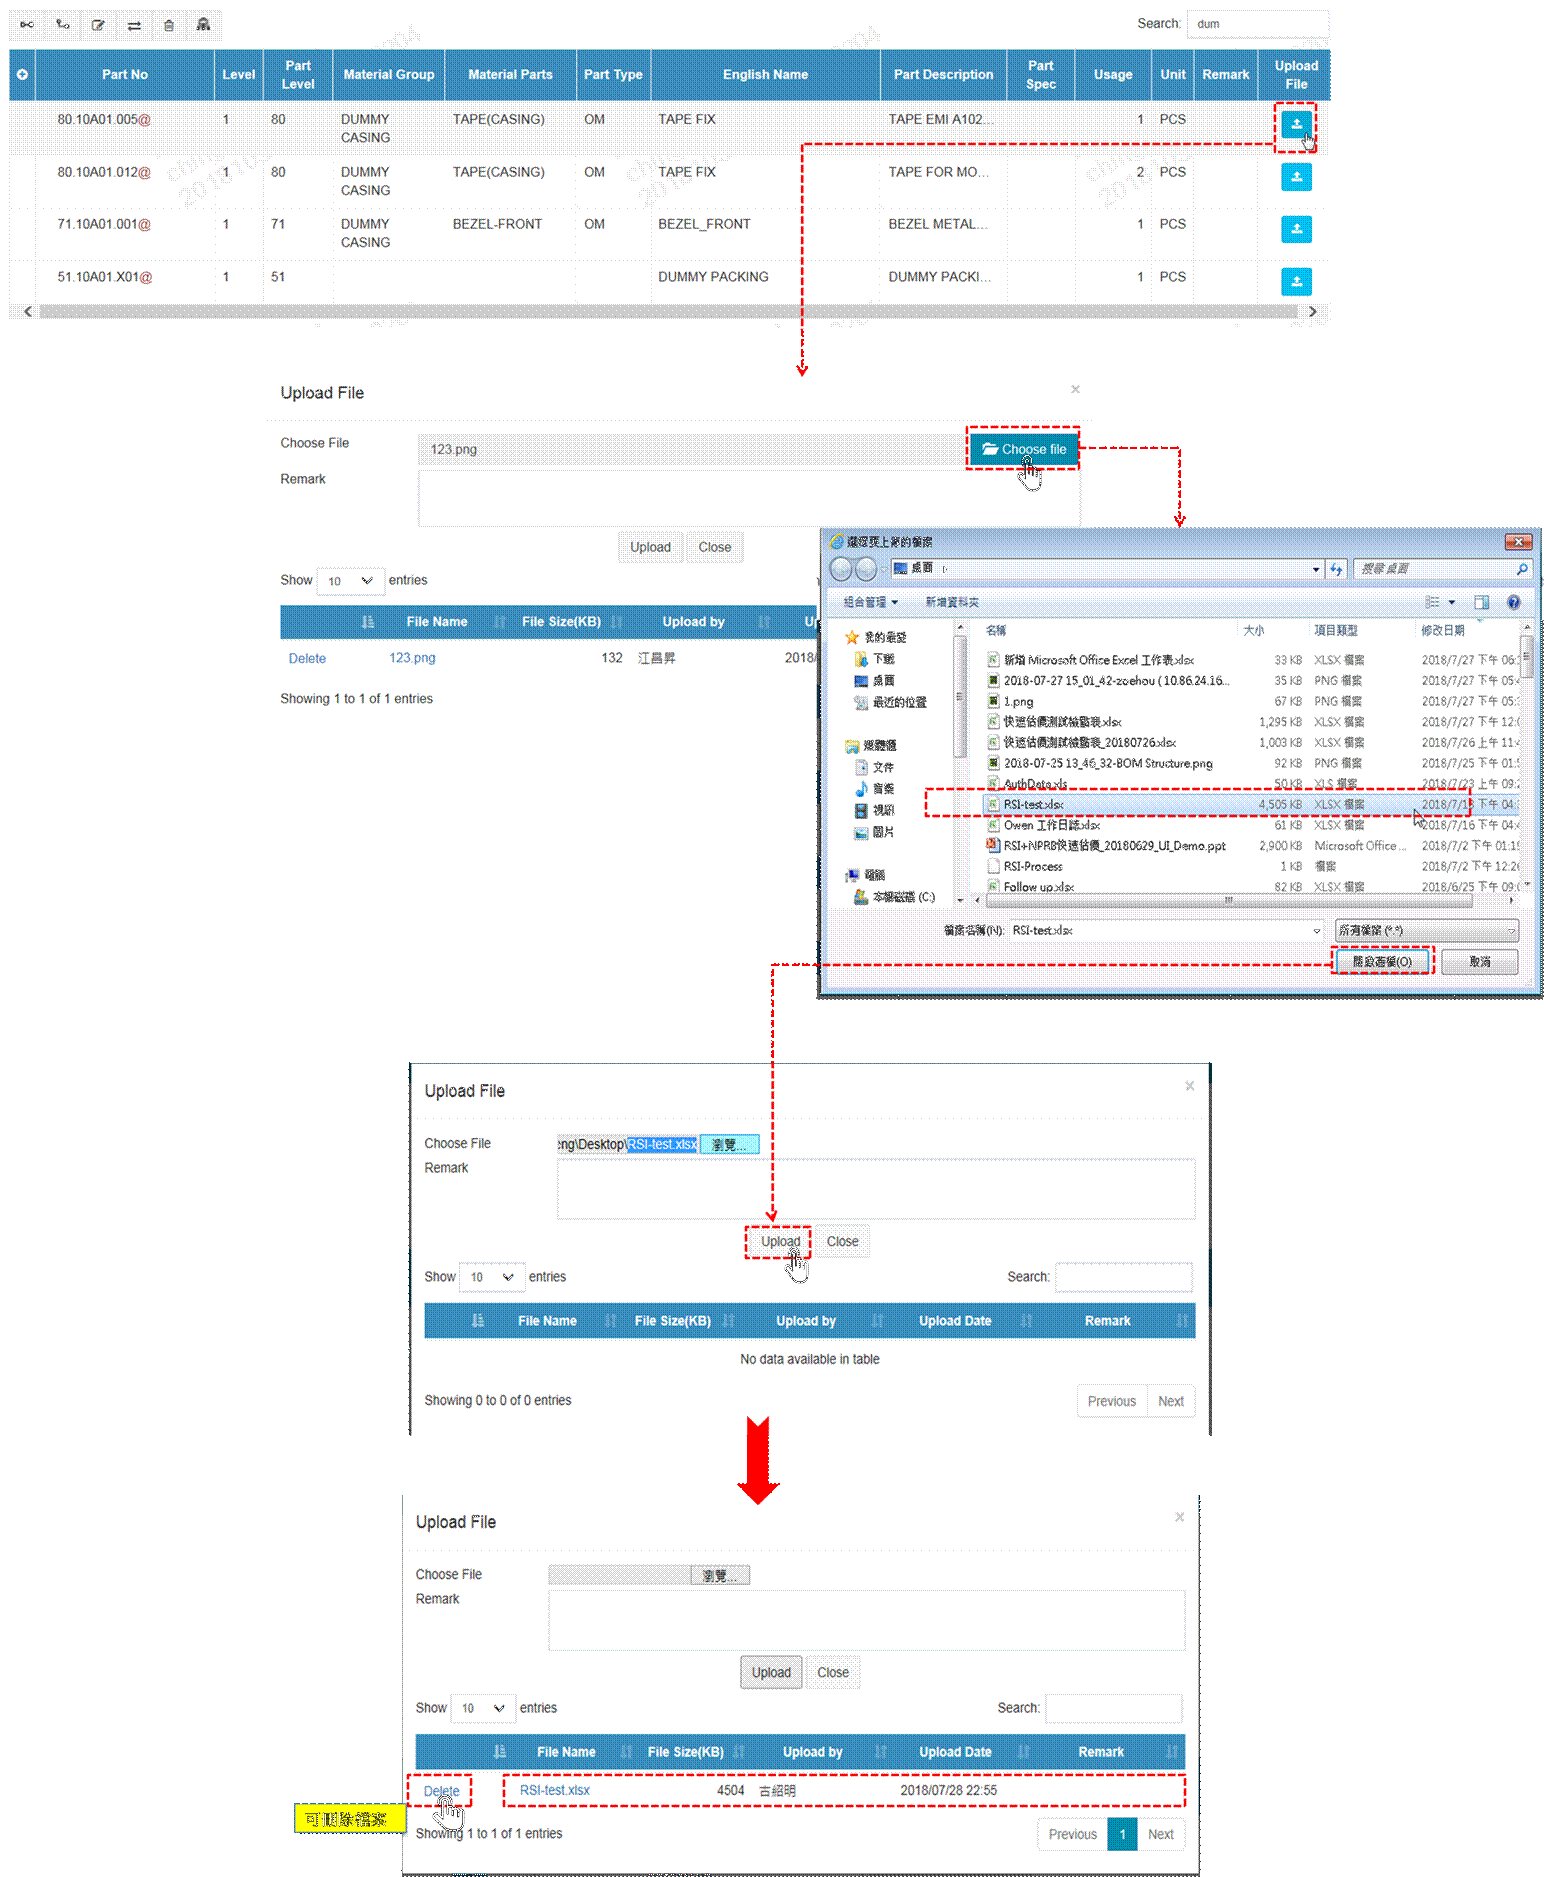 Search: dum
Part No Level Part Level Material Group Material Parts Part Type English Name Part Description Part Spec Usage Unit Remark Upload File
80.10A01.005@ 1 80 DUMMY CASING TAPE(CASING) OM TAPE FIX TAPE EMI A102... 1 PCS
80.10A01.012@ 1 80 DUMMY CASING TAPE(CASING) OM TAPE FIX TAPE FOR MO... 2 PCS
71.10A01.001@ 1 71 DUMMY CASING BEZEL-FRONT OM BEZEL_FRONT BEZEL METAL... 1 PCS
51.10A01.X01@ 1 51 DUMMY PACKING DUMMY PACKI... 1 PCS
Upload File ×
Choose File 123.png Choose file
Remark
Upload Close
Show 10 entries
File Name File Size(KB) Upload by Up
Delete 123.png 132 江昌昇 2018/
Showing 1 to 1 of 1 entries
選擇要上傳的檔案
桌面 搜尋 桌面
組合管理 新增資料夾
我的最愛
下載
桌面
最近的位置
媒體櫃
文件
音樂
視訊
圖片
電腦
本機磁碟 (C:)
名稱 大小 項目類型 修改日期
新增 Microsoft Office Excel 工作表.xlsx 33 KB XLSX 檔案 2018/7/27 下午 06:
2018-07-27 15_01_42-zoehou ( 10.86.24.16... 35 KB PNG 檔案 2018/7/27 下午 05:
1.png 67 KB PNG 檔案 2018/7/27 下午 05:
快速估價測試檢點表.xlsx 1,295 KB XLSX 檔案 2018/7/27 下午 12:
快速估價測試檢點表_20180726.xlsx 1,003 KB XLSX 檔案 2018/7/26 上午 11:
2018-07-25 13_46_32-BOM Structure.png 92 KB PNG 檔案 2018/7/25 下午 01:
AuthData.xls 50 KB XLS 檔案 2018/7/23 上午 09:
RSI-test.xlsx 4,505 KB XLSX 檔案 2018/7/1 下午 04:
Owen 工作日誌.xlsx 61 KB XLSX 檔案 2018/7/16 下午 04:
RSI+NPRB快速估價_20180629_UI_Demo.ppt 2,900 KB Microsoft Office ... 2018/7/2 下午 01:
RSI-Process 1 KB 檔案 2018/7/2 下午 12:
Follow up.xlsx 82 KB XLSX 檔案 2018/6/25 下午 09:
檔案名稱(N): RSI-test.xlsx 所有檔案 (*.*)
開啟舊檔(O) 取消
Upload File ×
Choose File :ng\Desktop\RSI-test.xlsx 瀏覽...
Remark
Upload Close
Show 10 entries Search:
File Name File Size(KB) Upload by Upload Date Remark
No data available in table
Showing 0 to 0 of 0 entries Previous Next
Upload File ×
Choose File 瀏覽...
Remark
Upload Close
Show 10 entries Search:
File Name File Size(KB) Upload by Upload Date Remark
Delete RSI-test.xlsx 4504 古紹明 2018/07/28 22:55
可刪除檔案
Showing 1 to 1 of 1 entries Previous 1 Next